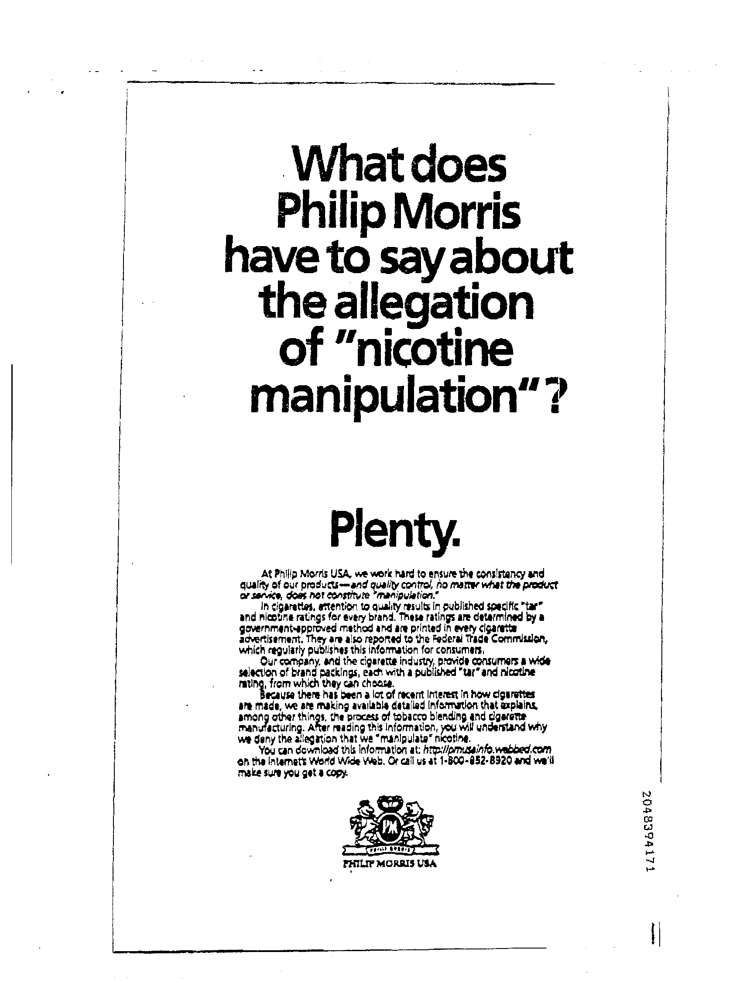 What does
Philip Morris
have to say about
the allegation
of "nicotine
manipulation"?
Plenty.
At Philip Morris USA, we work hard to ensure the consistency and
quality of our products—and quality control, no matter what the product
or service, does not constitute "manipulation."
In cigarettes, attention to quality results in published specific "tar"
and nicotine ratings for every brand. These ratings are determined by a
government-approved method and are printed in every cigarette
advertisement. They are also reported to the Federal Trade Commission,
which regularly publishes this information for consumers.
Our company, and the cigarette industry, provide consumers a wide
selection of brand packings, each with a published "tar" and nicotine
rating, from which they can choose.
Because there has been a lot of recent interest in how cigarettes
are made, we are making available detailed information that explains,
among other things, the process of tobacco blending and cigarette
manufacturing. After reading this information, you will understand why
we deny the allegation that we "manipulate" nicotine.
You can download this information at: http://pmusainfo.webbed.com
on the Internet's World Wide Web. Or call us at 1-800-852-8920 and we'll
make sure you get a copy.
PM
PHILIP MORRIS USA
2048394171